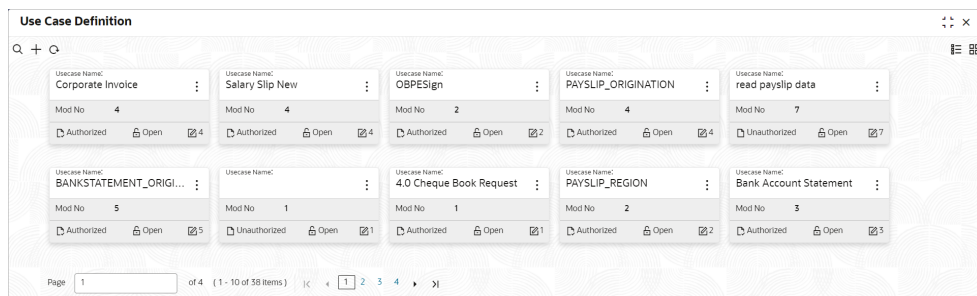 Use Case Definition
Usecase Name: Usecase Name: Usecase Name: Usecase Name: Usecase Name:
Corporate Invoice Salary Slip New OBPESign PAYSLIP_ORIGINATION read payslip data
Mod No 4 Mod No 4 Mod No 2 Mod No 4 Mod No 7
Authorized Open 4 Authorized Open 4 Authorized Open 2 Authorized Open 4 Unauthorized Open 7
Usecase Name: Usecase Name: Usecase Name: Usecase Name: Usecase Name:
BANKSTATEMENT_ORIGI... 4.0 Cheque Book Request PAYSLIP_REGION Bank Account Statement
Mod No 5 Mod No 1 Mod No 1 Mod No 2 Mod No 3
Authorized Open 5 Unauthorized Open 1 Authorized Open 1 Authorized Open 2 Authorized Open 3
Page 1 of 4 (1 - 10 of 38 items) 1 2 3 4